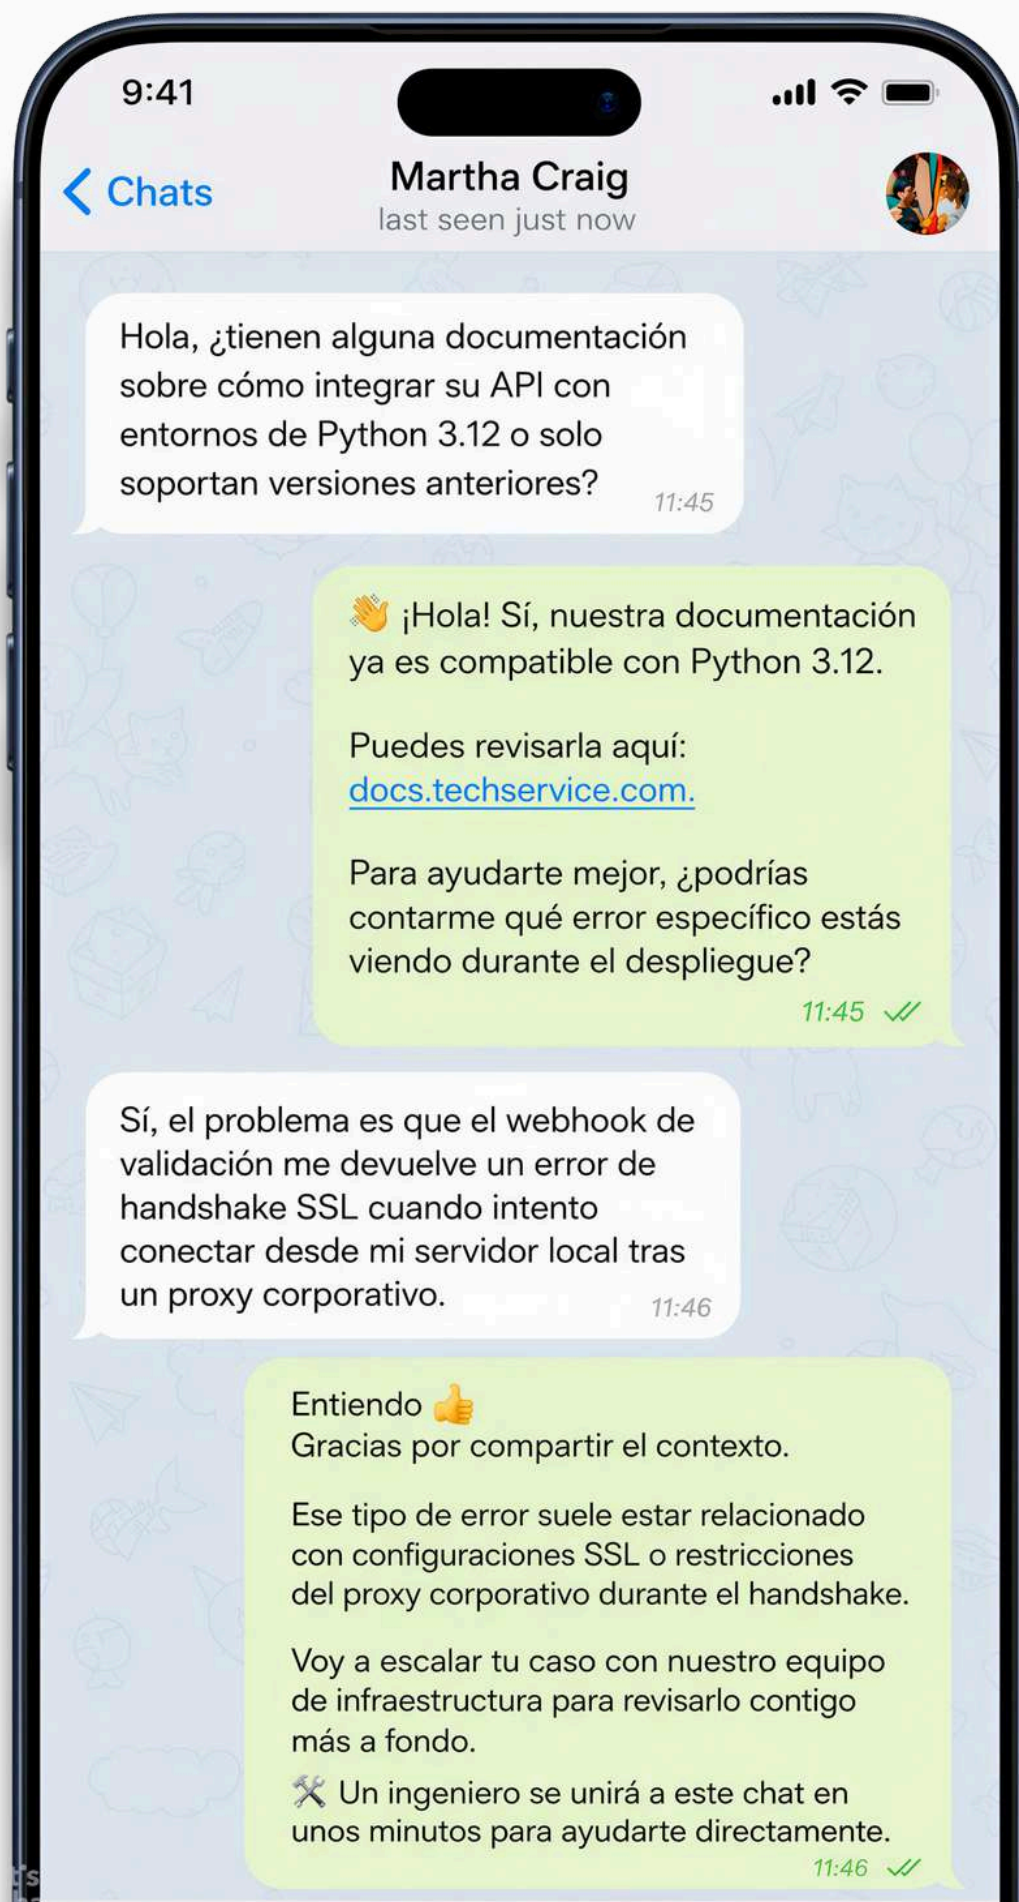 9:41
Chats
Martha Craig
last seen just now
Hola, ¿tienen alguna documentación
sobre cómo integrar su API con
entornos de Python 3.12 o solo
soportan versiones anteriores?
11:45
👋 ¡Hola! Sí, nuestra documentación
ya es compatible con Python 3.12.
Puedes revisarla aquí:
docs.techservice.com.
Para ayudarte mejor, ¿podrías
contarme qué error específico estás
viendo durante el despliegue?
11:45
Sí, el problema es que el webhook de
validación me devuelve un error de
handshake SSL cuando intento
conectar desde mi servidor local tras
un proxy corporativo.
11:46
Entiendo 👍
Gracias por compartir el contexto.
Ese tipo de error suele estar relacionado
con configuraciones SSL o restricciones
del proxy corporativo durante el handshake.
Voy a escalar tu caso con nuestro equipo
de infraestructura para revisarlo contigo
más a fondo.
🛠 Un ingeniero se unirá a este chat en
unos minutos para ayudarte directamente.
11:46